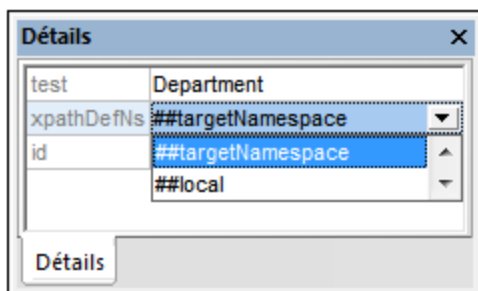 Détails
test Department
xpathDefNs ##targetNamespace
id ##targetNamespace
##local
Détails